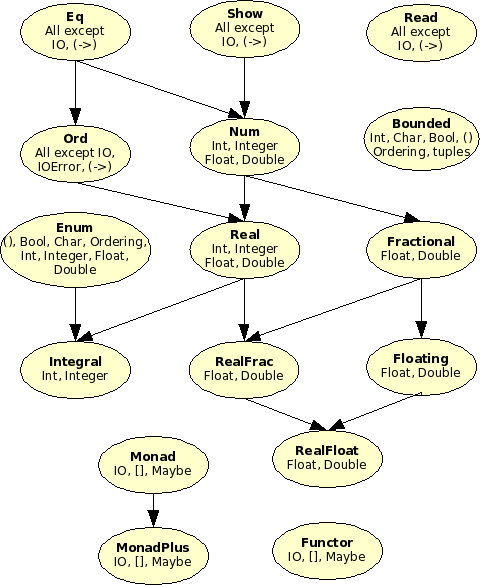 Eq
All except
IO, (->)
Show
All except
IO, (->)
Read
All except
IO, (->)
Ord
All except IO,
IOError, (->)
Num
Int, Integer
Float, Double
Bounded
Int, Char, Bool, ()
Ordering, tuples
Enum
(), Bool, Char, Ordering,
Int, Integer, Float,
Double
Real
Int, Integer
Float, Double
Fractional
Float, Double
Integral
Int, Integer
RealFrac
Float, Double
Floating
Float, Double
Monad
IO, [], Maybe
RealFloat
Float, Double
MonadPlus
IO, [], Maybe
Functor
IO, [], Maybe